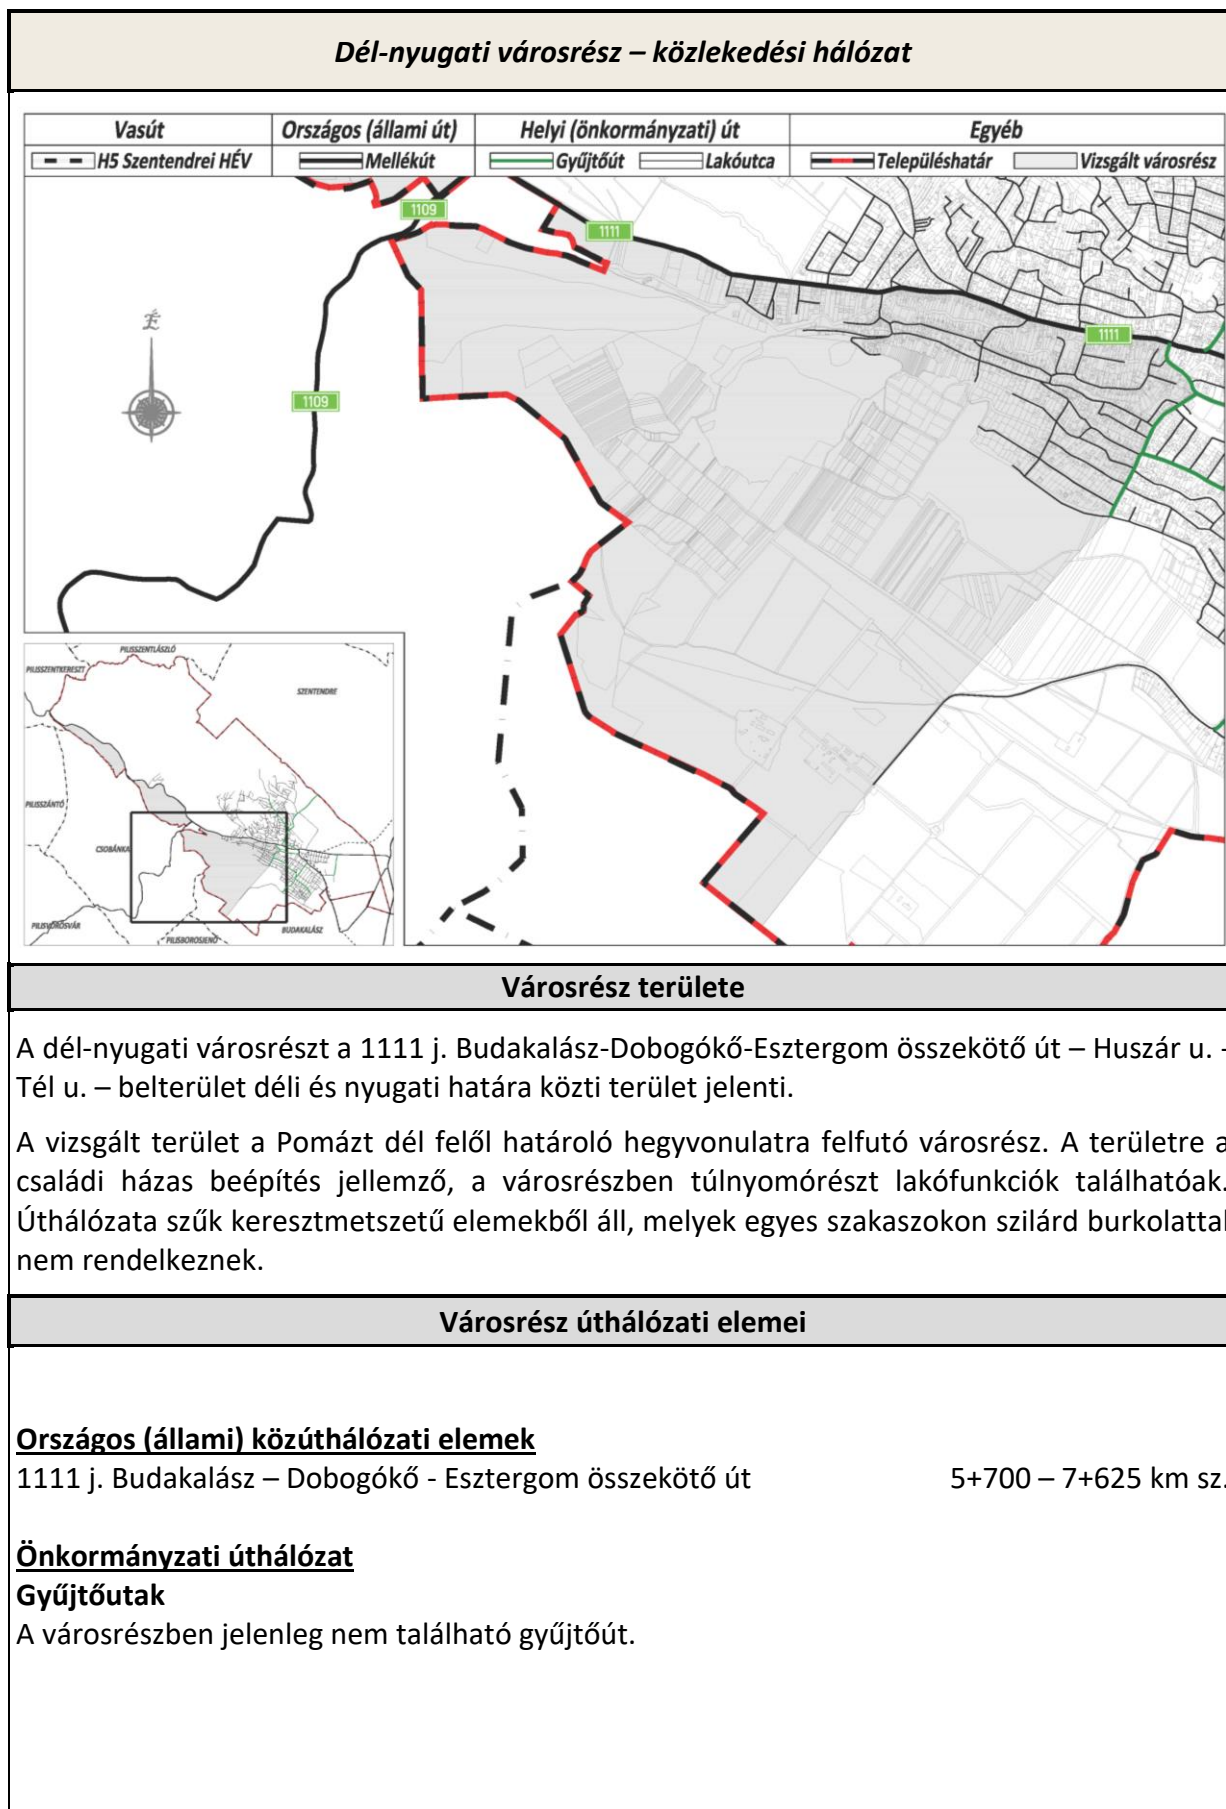 Dél-nyugati városrész – közlekedési hálózat
Vasút
Országos (állami út)
Helyi (önkormányzati) út
Egyéb
H5 Szentendrei HÉV
Mellékút
Gyűjtőút
Lakóutca
Településhatár
Vizsgált városrész
1109
1111
É
1111
1109
PILISSZENTLÁSZLÓ
PILISSZENTKERESZT
SZENTENDRE
PILISSZÁNTÓ
CSOBÁNKA
PILISVÖRÖSVÁR
PILISBOROSJENŐ
BUDAKALÁSZ
Városrész területe
A dél-nyugati városrészt a 1111 j. Budakalász-Dobogókő-Esztergom összekötő út – Huszár u. -
Tél u. – belterület déli és nyugati határa közti terület jelenti.
A vizsgált terület a Pomázt dél felől határoló hegyvonulatra felfutó városrész. A területre a
családi házas beépítés jellemző, a városrészben túlnyomórészt lakófunkciók találhatóak.
Úthálózata szűk keresztmetszetű elemekből áll, melyek egyes szakaszokon szilárd burkolattal
nem rendelkeznek.
Városrész úthálózati elemei
Országos (állami) közúthálózati elemek
1111 j. Budakalász – Dobogókő - Esztergom összekötő út 5+700 – 7+625 km sz.
Önkormányzati úthálózat
Gyűjtőutak
A városrészben jelenleg nem található gyűjtőút.